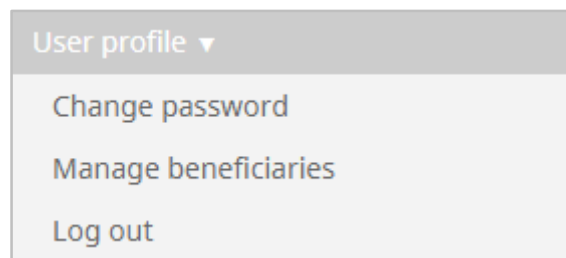 User profile ▼
Change password
Manage beneficiaries
Log out